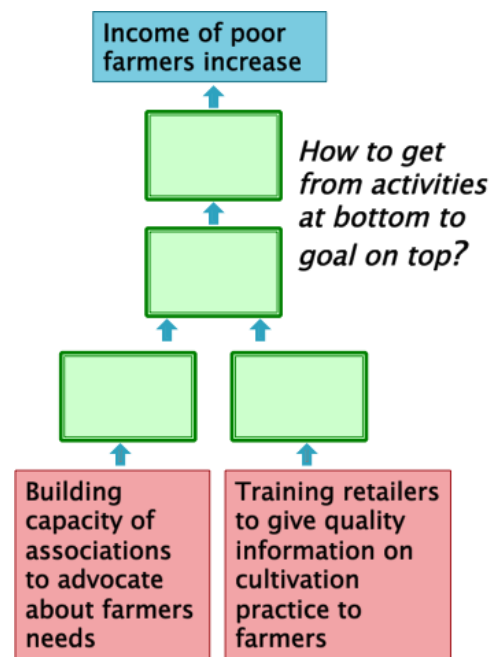 Income of poor
farmers increase
How to get
from activities
at bottom to
goal on top?
Building
capacity of
associations
to advocate
about farmers
needs
Training retailers
to give quality
information on
cultivation
practice to
farmers